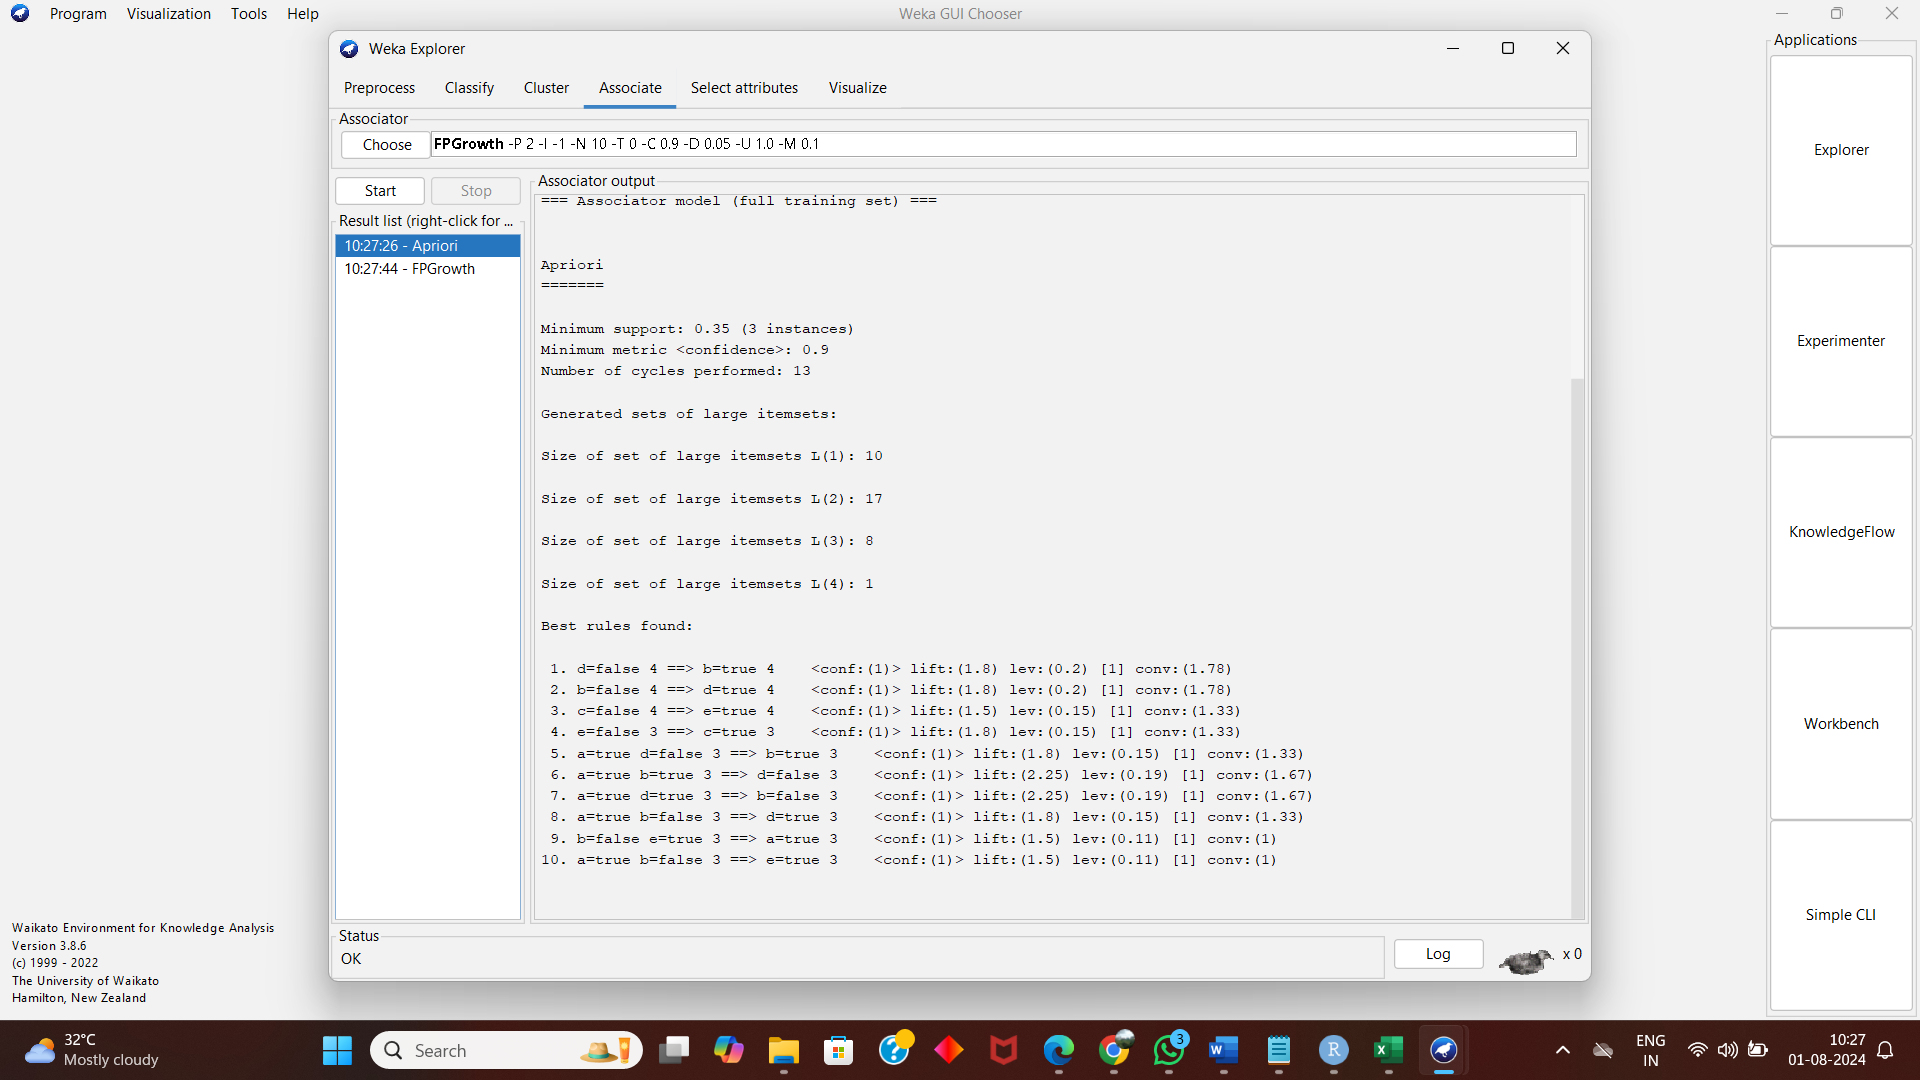 Program Visualization Tools Help
Weka GUI Chooser
Applications
Weka Explorer
Preprocess Classify Cluster Associate Select attributes Visualize
Associator
Choose FPGrowth -P 2 -I -1 -N 10 -T 0 -C 0.9 -D 0.05 -U 1.0 -M 0.1
Start Stop
Result list (right-click for ...
10:27:26 - Apriori
10:27:44 - FPGrowth
Associator output
=== Associator model (full training set) ===
Apriori
=======
Minimum support: 0.35 (3 instances)
Minimum metric <confidence>: 0.9
Number of cycles performed: 13
Generated sets of large itemsets:
Size of set of large itemsets L(1): 10
Size of set of large itemsets L(2): 17
Size of set of large itemsets L(3): 8
Size of set of large itemsets L(4): 1
Best rules found:
1. d=false 4 ==> b=true 4    <conf:(1)> lift:(1.8) lev:(0.2) [1] conv:(1.78)
2. b=false 4 ==> d=true 4    <conf:(1)> lift:(1.8) lev:(0.2) [1] conv:(1.78)
3. c=false 4 ==> e=true 4    <conf:(1)> lift:(1.5) lev:(0.15) [1] conv:(1.33)
4. e=false 3 ==> c=true 3    <conf:(1)> lift:(1.8) lev:(0.15) [1] conv:(1.33)
5. a=true d=false 3 ==> b=true 3    <conf:(1)> lift:(1.8) lev:(0.15) [1] conv:(1.33)
6. a=true b=true 3 ==> d=false 3    <conf:(1)> lift:(2.25) lev:(0.19) [1] conv:(1.67)
7. a=true d=true 3 ==> b=false 3    <conf:(1)> lift:(2.25) lev:(0.19) [1] conv:(1.67)
8. a=true b=false 3 ==> d=true 3    <conf:(1)> lift:(1.8) lev:(0.15) [1] conv:(1.33)
9. b=false e=true 3 ==> a=true 3    <conf:(1)> lift:(1.5) lev:(0.11) [1] conv:(1)
10. a=true b=false 3 ==> e=true 3    <conf:(1)> lift:(1.5) lev:(0.11) [1] conv:(1)
Status
OK
Log
x 0
Explorer
Experimenter
KnowledgeFlow
Workbench
Simple CLI
Waikato Environment for Knowledge Analysis
Version 3.8.6
(c) 1999 - 2022
The University of Waikato
Hamilton, New Zealand
32°C
Mostly cloudy
Search
3
W
R
X
ENG
IN
10:27
01-08-2024